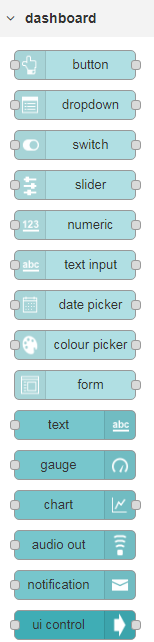 dashboard
button
dropdown
switch
slider
123 numeric
abc text input
date picker
colour picker
form
text abc
gauge
chart
audio out
notification
ui control